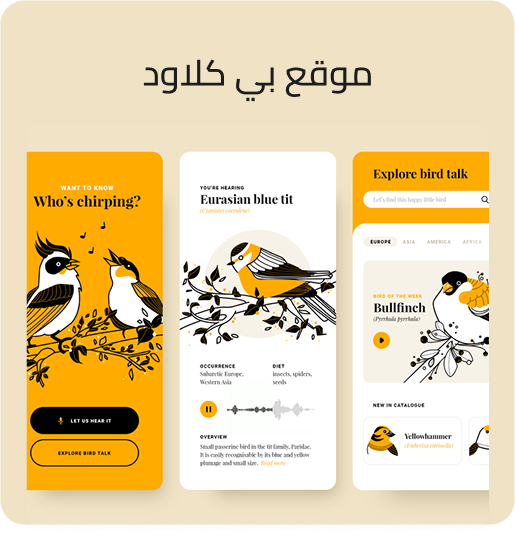 موقع بي كلاود
WANT TO KNOW
Who's chirping?
LET US HEAR IT
EXPLORE BIRD TALK
YOU'RE HEARING
Eurasian blue tit
(Cyanistes caeruleus)
OCCURRENCE
Subarctic Europe,
Western Asia
DIET
insects, spiders,
seeds
OVERVIEW
Small passerine bird in the tit family, Paridae.
It is easily recognisable by its blue and yellow
plumage and small size. Read more
Explore bird talk
Let's find this happy little bird
EUROPE ASIA AMERICA AFRICA
BIRD OF THE WEEK
Bullfinch
(Pyrrhula pyrrhula)
NEW IN CATALOGUE
Yellowhammer
(Emberiza citrinella)